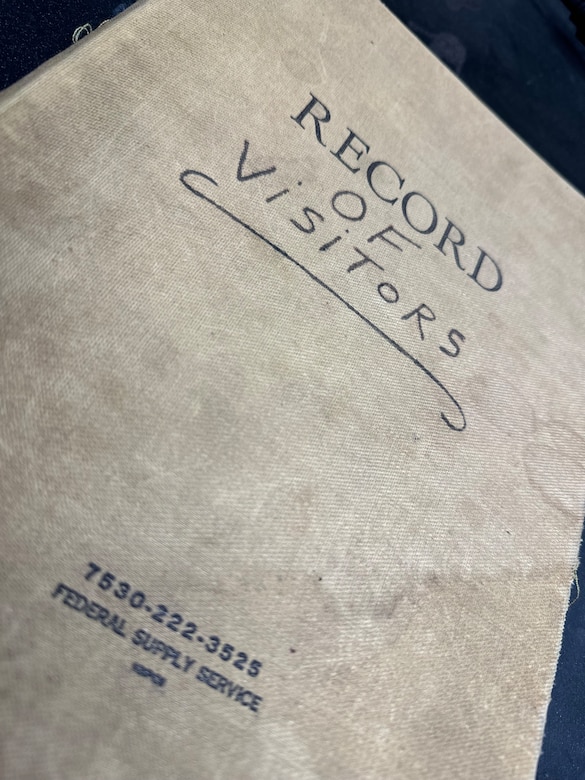 RECORD
OF
ViSiTORS
7530-222-3525
FEDERAL SUPPLY SERVICE